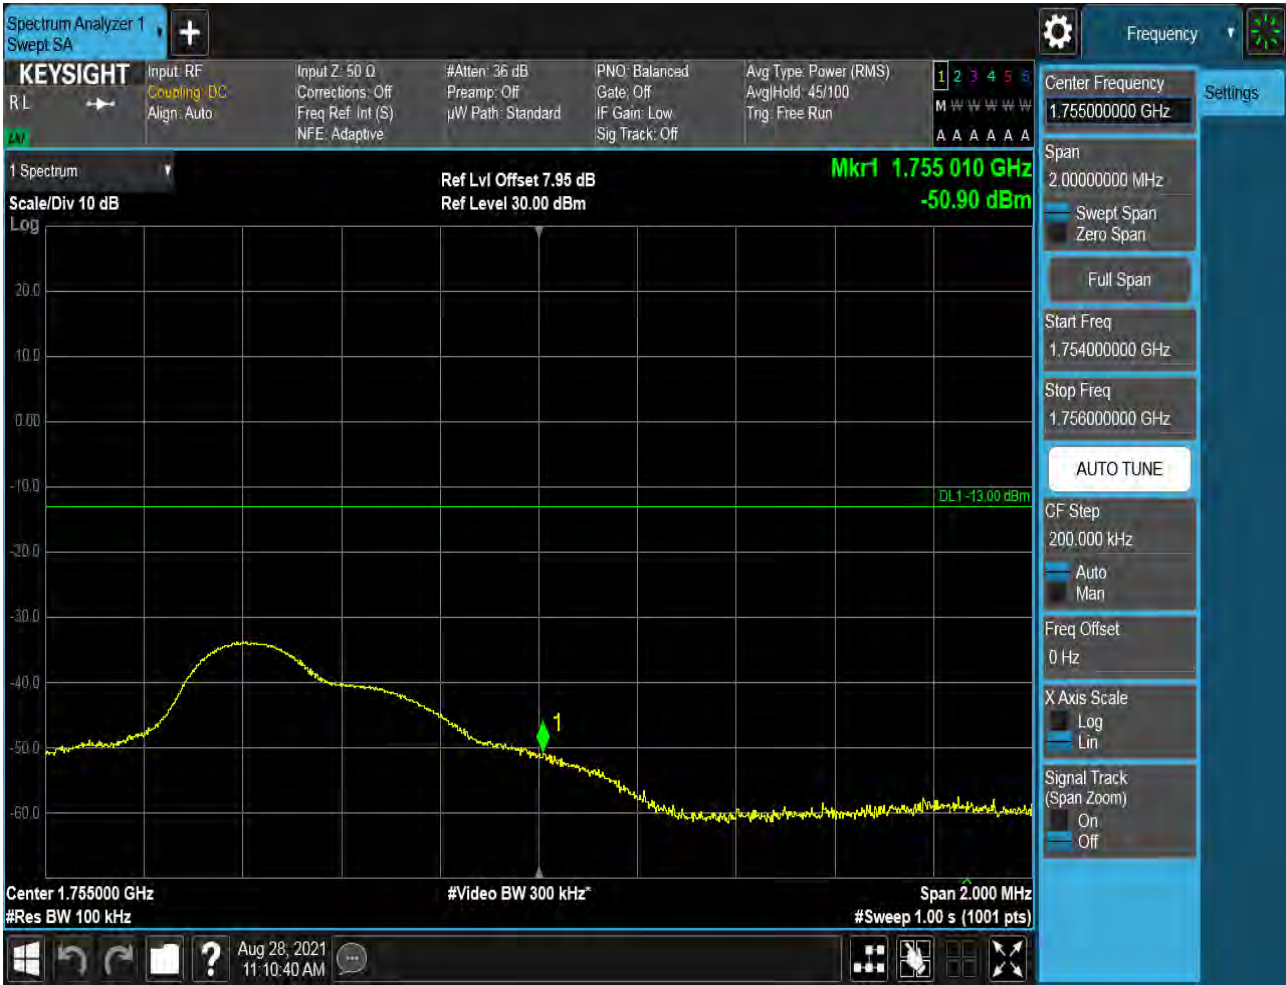 Spectrum Analyzer 1
Swept SA
Frequency
KEYSIGHT
R L
LXI
Input: RF
Coupling: DC
Align: Auto
Input Z: 50 Ω
Corrections: Off
Freq Ref: Int (S)
NFE: Adaptive
#Atten: 36 dB
Preamp: Off
µW Path: Standard
PNO: Balanced
Gate: Off
IF Gain: Low
Sig Track: Off
Avg Type: Power (RMS)
Avg|Hold: 45/100
Trig: Free Run
1 2 3 4 5 6
M W W W W W
A A A A A A
1 Spectrum
Scale/Div 10 dB
Log
Ref Lvl Offset 7.95 dB
Ref Level 30.00 dBm
Mkr1 1.755 010 GHz
-50.90 dBm
20.0
10.0
0.00
-10.0
DL1 -13.00 dBm
-20.0
-30.0
-40.0
1
-50.0
-60.0
Center 1.755000 GHz
#Video BW 300 kHz*
Span 2.000 MHz
#Res BW 100 kHz
#Sweep 1.00 s (1001 pts)
Aug 28, 2021
11:10:40 AM
Center Frequency
1.755000000 GHz
Settings
Span
2.00000000 MHz
Swept Span
Zero Span
Full Span
Start Freq
1.754000000 GHz
Stop Freq
1.756000000 GHz
AUTO TUNE
CF Step
200.000 kHz
Auto
Man
Freq Offset
0 Hz
X Axis Scale
Log
Lin
Signal Track
(Span Zoom)
On
Off